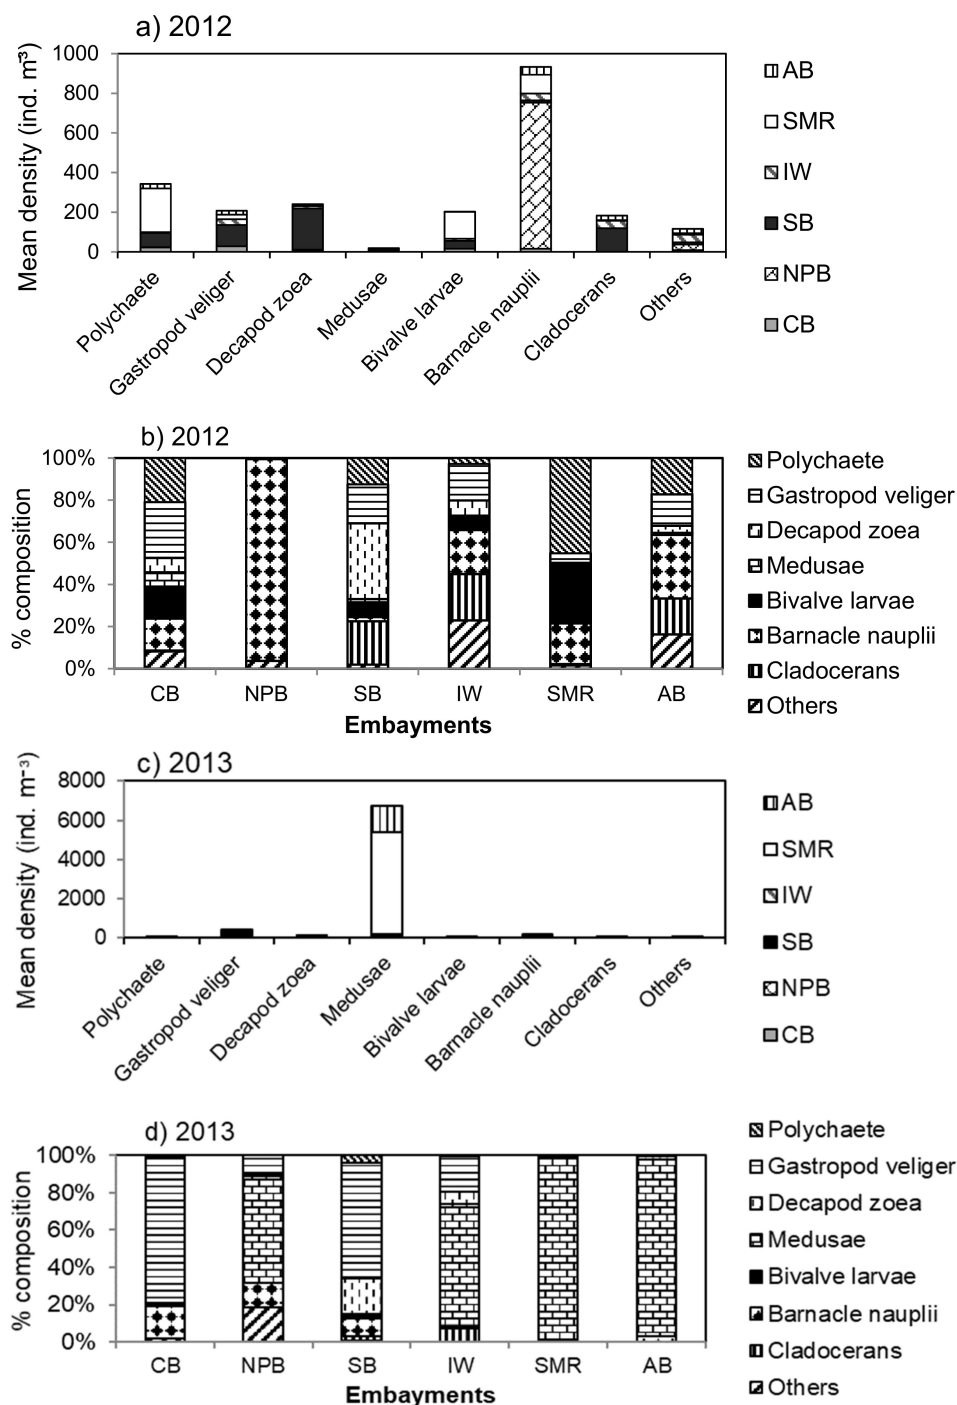 a) 2012
Mean density (ind. m⁻³)
1000
800
600
400
200
0
Polychaete
Gastropod veliger
Decapod zoea
Medusae
Bivalve larvae
Barnacle nauplii
Cladocerans
Others
AB
SMR
IW
SB
NPB
CB
b) 2012
% composition
100%
80%
60%
40%
20%
0%
CB NPB SB IW SMR AB
Embayments
Polychaete
Gastropod veliger
Decapod zoea
Medusae
Bivalve larvae
Barnacle nauplii
Cladocerans
Others
c) 2013
Mean density (ind. m⁻³)
8000
6000
4000
2000
0
Polychaete
Gastropod veliger
Decapod zoea
Medusae
Bivalve larvae
Barnacle nauplii
Cladocerans
Others
AB
SMR
IW
SB
NPB
CB
d) 2013
% composition
100%
80%
60%
40%
20%
0%
CB NPB SB IW SMR AB
Embayments
Polychaete
Gastropod veliger
Decapod zoea
Medusae
Bivalve larvae
Barnacle nauplii
Cladocerans
Others